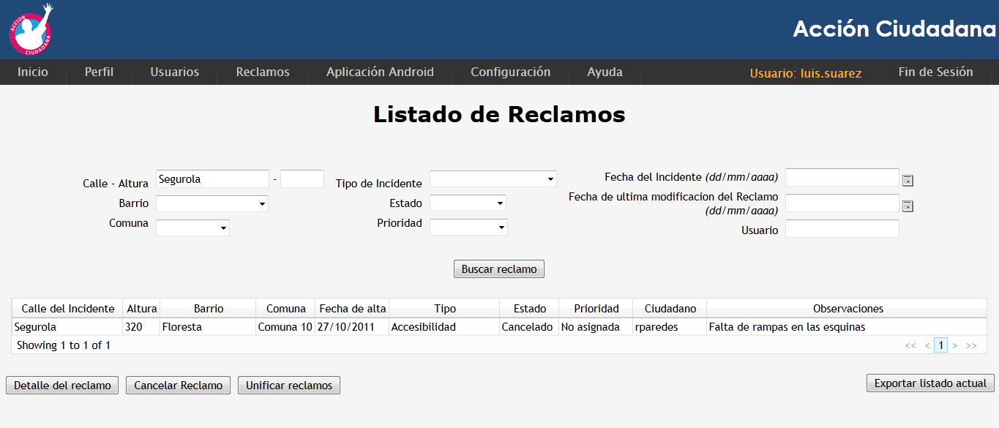 ACCION CIUDADANA
Acción Ciudadana
Inicio Perfil Usuarios Reclamos Aplicación Android Configuración Ayuda Usuario: luis.suarez Fin de Sesión
Listado de Reclamos
Calle - Altura Segurola - Tipo de Incidente Fecha del Incidente (dd/mm/aaaa)
Barrio Estado Fecha de ultima modificacion del Reclamo
(dd/mm/aaaa)
Comuna Prioridad Usuario
Buscar reclamo
Calle del Incidente Altura Barrio Comuna Fecha de alta Tipo Estado Prioridad Ciudadano Observaciones
Segurola 320 Floresta Comuna 10 27/10/2011 Accesibilidad Cancelado No asignada rparedes Falta de rampas en las esquinas
Showing 1 to 1 of 1 << < 1 > >>
Detalle del reclamo Cancelar Reclamo Unificar reclamos Exportar listado actual